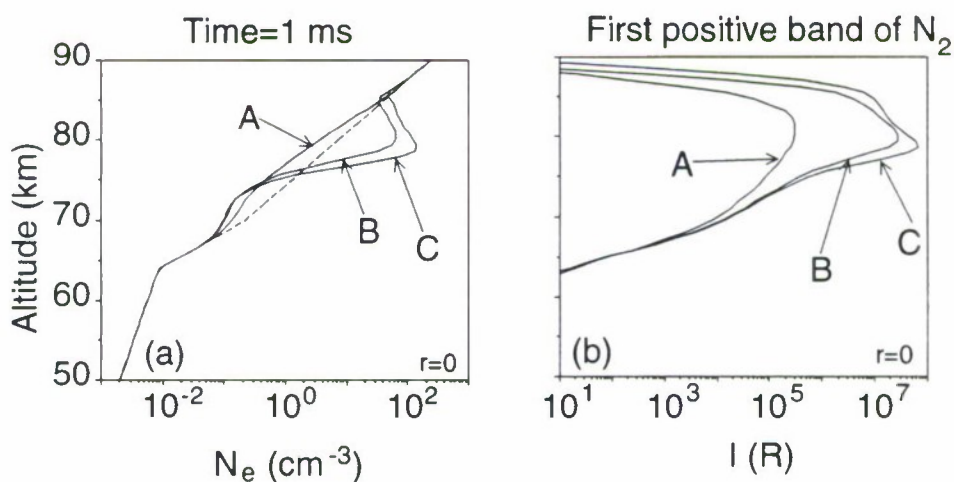 Time=1 ms
First positive band of N₂
90
80
70
60
50
Altitude (km)
A
B
C
(a)
r=0
10⁻²
10⁰
10²
Nₑ (cm⁻³)
A
B
C
(b)
r=0
10¹
10³
10⁵
10⁷
I (R)